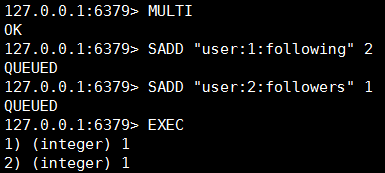 127.0.0.1:6379> MULTI
OK
127.0.0.1:6379> SADD "user:1:following" 2
QUEUED
127.0.0.1:6379> SADD "user:2:followers" 1
QUEUED
127.0.0.1:6379> EXEC
1) (integer) 1
2) (integer) 1